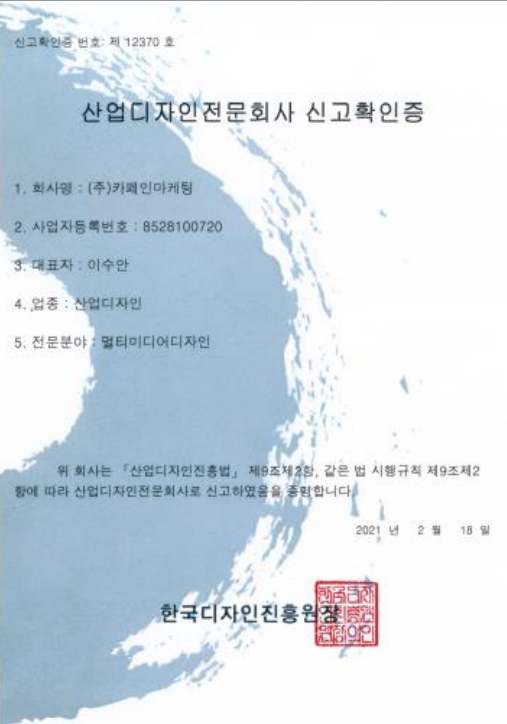 신고확인증 번호: 제 12370 호
산업디자인전문회사 신고확인증
1. 회사명 : (주)카페인마케팅
2. 사업자등록번호 : 8528100720
3. 대표자 : 이수안
4. 업종 : 산업디자인
5. 전문분야 : 멀티미디어디자인
위 회사는 「산업디자인진흥법」 제9조제2항, 같은 법 시행규칙 제9조제2
항에 따라 산업디자인전문회사로 신고하였음을 증명합니다.
2021 년 2 월 18 일
한국디자인진흥원장